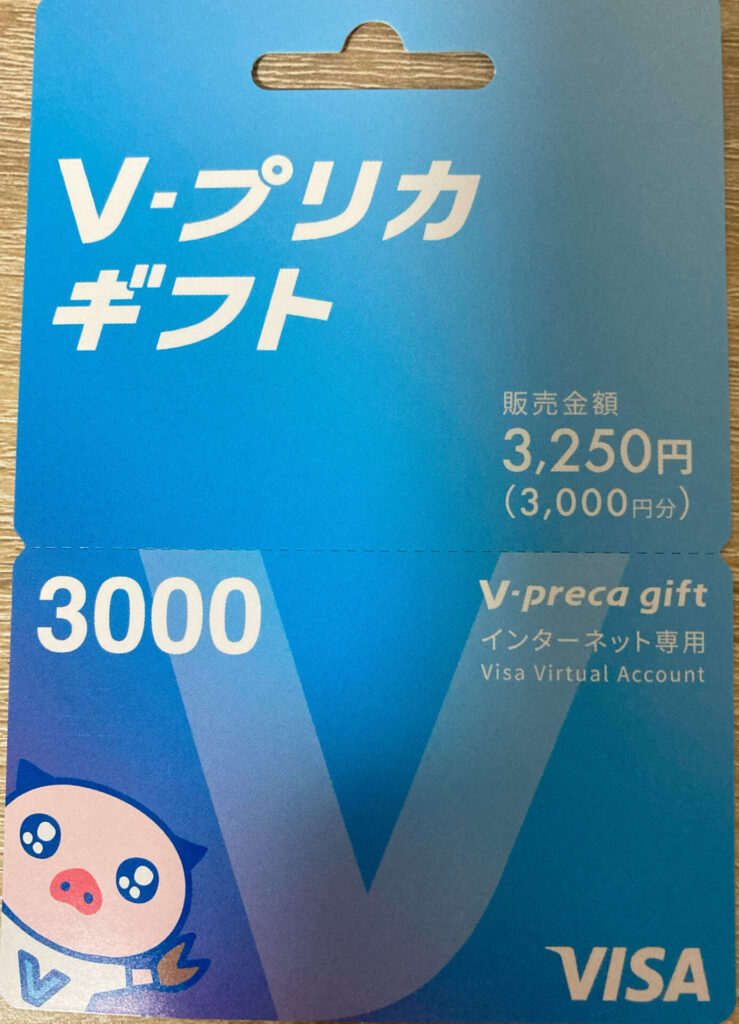 V・プリカ
ギフト
販売金額
3,250円
(3,000円分)
3000
V・preca gift
インターネット専用
Visa Virtual Account
V
VISA